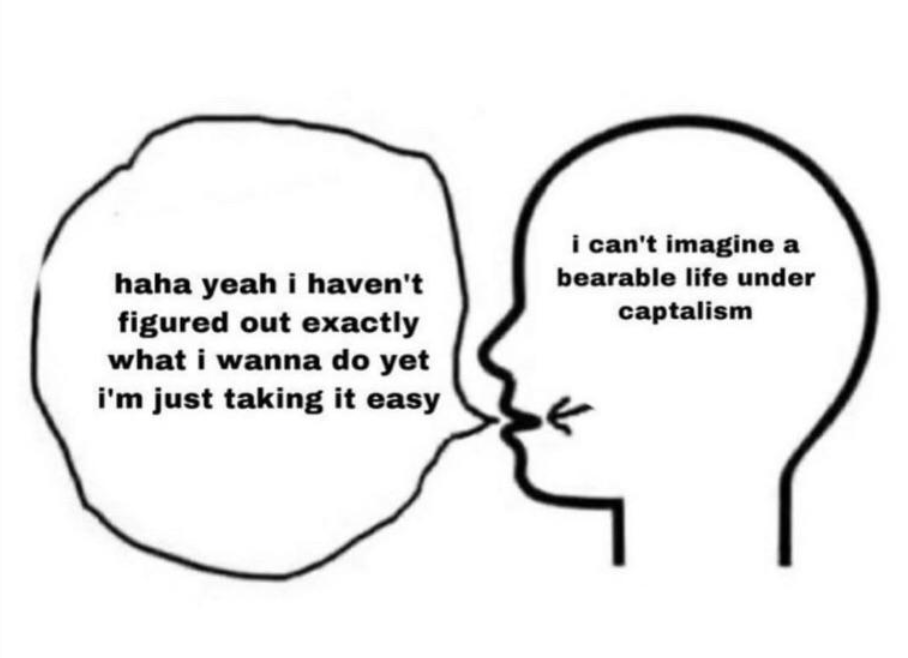 haha yeah i haven't
figured out exactly
what i wanna do yet
i'm just taking it easy
i can't imagine a
bearable life under
captalism